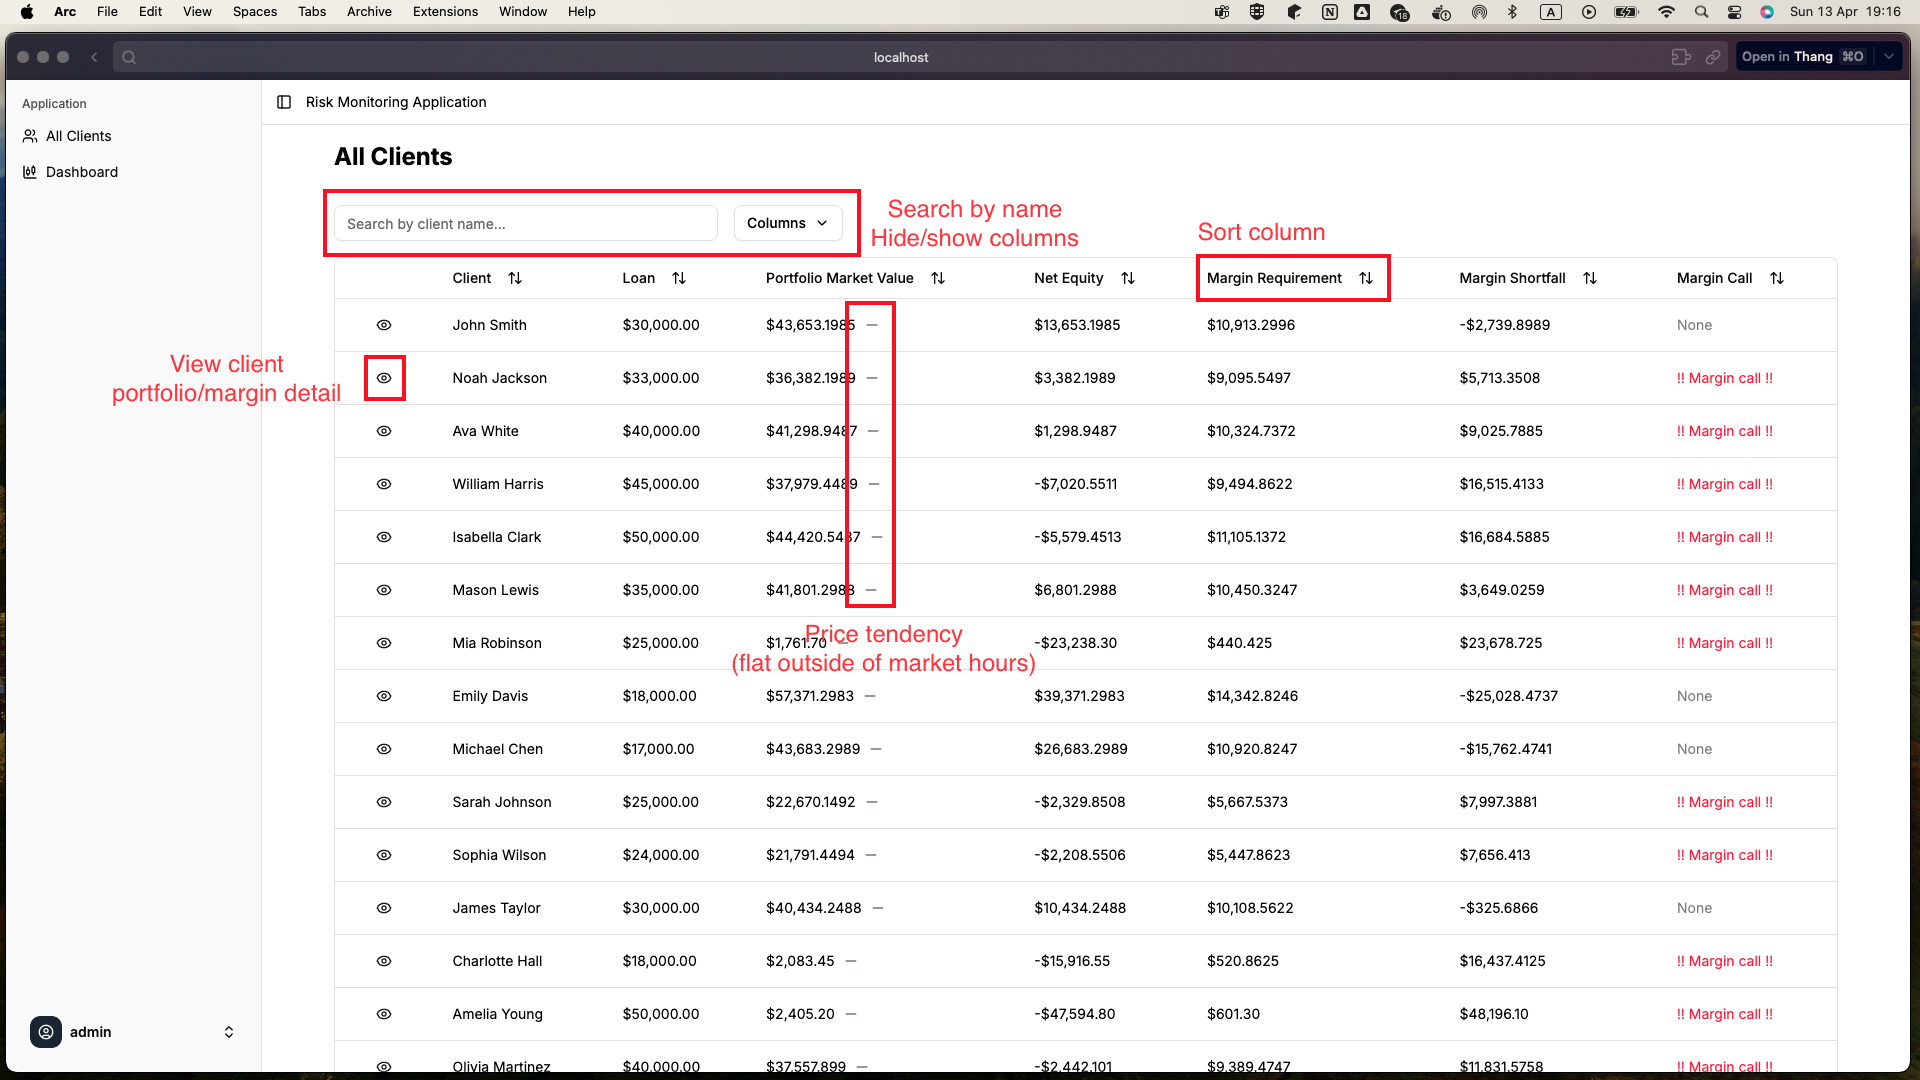 Arc File Edit View Spaces Tabs Archive Extensions Window Help 18 A Sun 13 Apr 19:16
localhost
Open in Thang ⌘O
Application
All Clients
Dashboard
Risk Monitoring Application
All Clients
Search by client name...
Columns
Search by name
Hide/show columns
Sort column
Client Loan Portfolio Market Value Net Equity Margin Requirement Margin Shortfall Margin Call
John Smith $30,000.00 $43,653.1985 — $13,653.1985 $10,913.2996 -$2,739.8989 None
View client
portfolio/margin detail
Noah Jackson $33,000.00 $36,382.1989 — $3,382.1989 $9,095.5497 $5,713.3508 !! Margin call !!
Ava White $40,000.00 $41,298.9487 — $1,298.9487 $10,324.7372 $9,025.7885 !! Margin call !!
William Harris $45,000.00 $37,979.4489 — -$7,020.5511 $9,494.8622 $16,515.4133 !! Margin call !!
Isabella Clark $50,000.00 $44,420.5487 — -$5,579.4513 $11,105.1372 $16,684.5885 !! Margin call !!
Mason Lewis $35,000.00 $41,801.2988 — $6,801.2988 $10,450.3247 $3,649.0259 !! Margin call !!
Price tendency
(flat outside of market hours)
Mia Robinson $25,000.00 $1,761.70 — -$23,238.30 $440.425 $23,678.725 !! Margin call !!
Emily Davis $18,000.00 $57,371.2983 — $39,371.2983 $14,342.8246 -$25,028.4737 None
Michael Chen $17,000.00 $43,683.2989 — $26,683.2989 $10,920.8247 -$15,762.4741 None
Sarah Johnson $25,000.00 $22,670.1492 — -$2,329.8508 $5,667.5373 $7,997.3881 !! Margin call !!
Sophia Wilson $24,000.00 $21,791.4494 — -$2,208.5506 $5,447.8623 $7,656.413 !! Margin call !!
James Taylor $30,000.00 $40,434.2488 — $10,434.2488 $10,108.5622 -$325.6866 None
Charlotte Hall $18,000.00 $2,083.45 — -$15,916.55 $520.8625 $16,437.4125 !! Margin call !!
Amelia Young $50,000.00 $2,405.20 — -$47,594.80 $601.30 $48,196.10 !! Margin call !!
Olivia Martinez $40,000.00 $37,557.899 — -$2,442.101 $9,389.4747 $11,831.5758 !! Margin call !!
admin